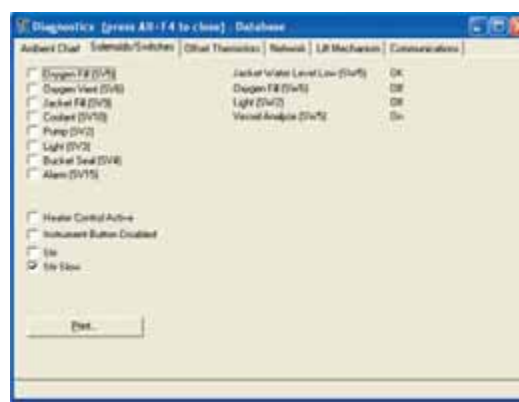 Diagnostics (press Alt+F4 to close) : Database
Ambient Chart Solenoids/Switches Offset Thermistors Network Lift Mechanism Communications
Oxygen Fill (SV5)
Oxygen Vent (SV6)
Jacket Fill (SV9)
Coolant (SV10)
Pump (SV2)
Light (SV3)
Bucket Seal (SV4)
Alarm (SV15)
Jacket Water Level Low (SW6) OK
Oxygen Fill (SW1) Off
Light (SW2) Off
Vessel Analyze (SW5) On
Heater Control Active
Instrument Button Disabled
Stir
Stir Slow
Print...